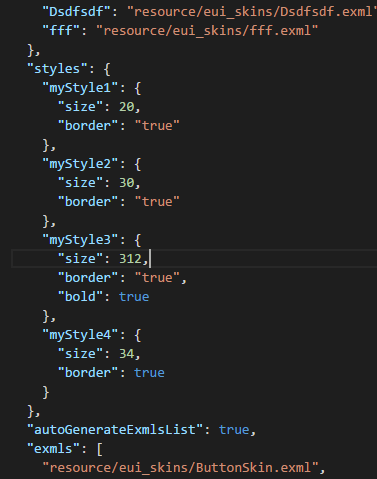 "Dsdfsdf": "resource/eui_skins/Dsdfsdf.exml"
"fff": "resource/eui_skins/fff.exml"
},
"styles": {
"myStyle1": {
"size": 20,
"border": "true"
},
"myStyle2": {
"size": 30,
"border": "true"
},
"myStyle3": {
"size": 312,
"border": "true",
"bold": true
},
"myStyle4": {
"size": 34,
"border": true
}
},
"autoGenerateExmlsList": true,
"exmls": [
"resource/eui_skins/ButtonSkin.exml",